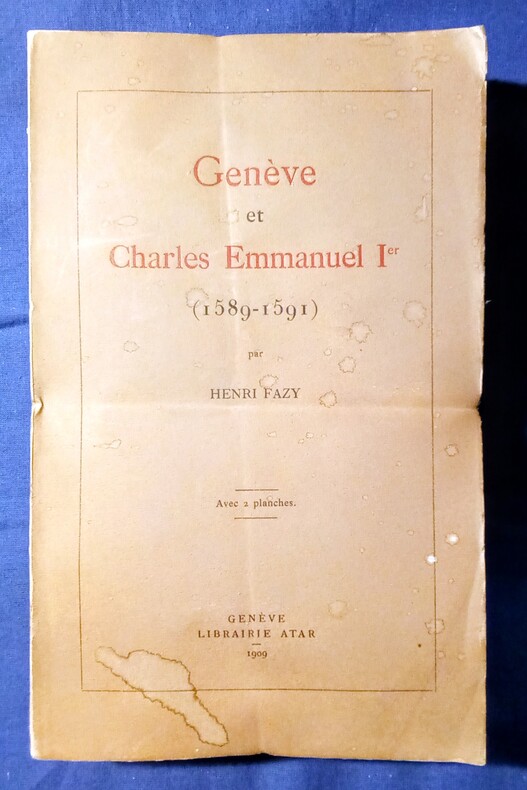 Genève
et
Charles Emmanuel Iᵉʳ
(1589-1591)
par
HENRI FAZY
Avec 2 planches.
GENÈVE
LIBRAIRIE ATAR
1909